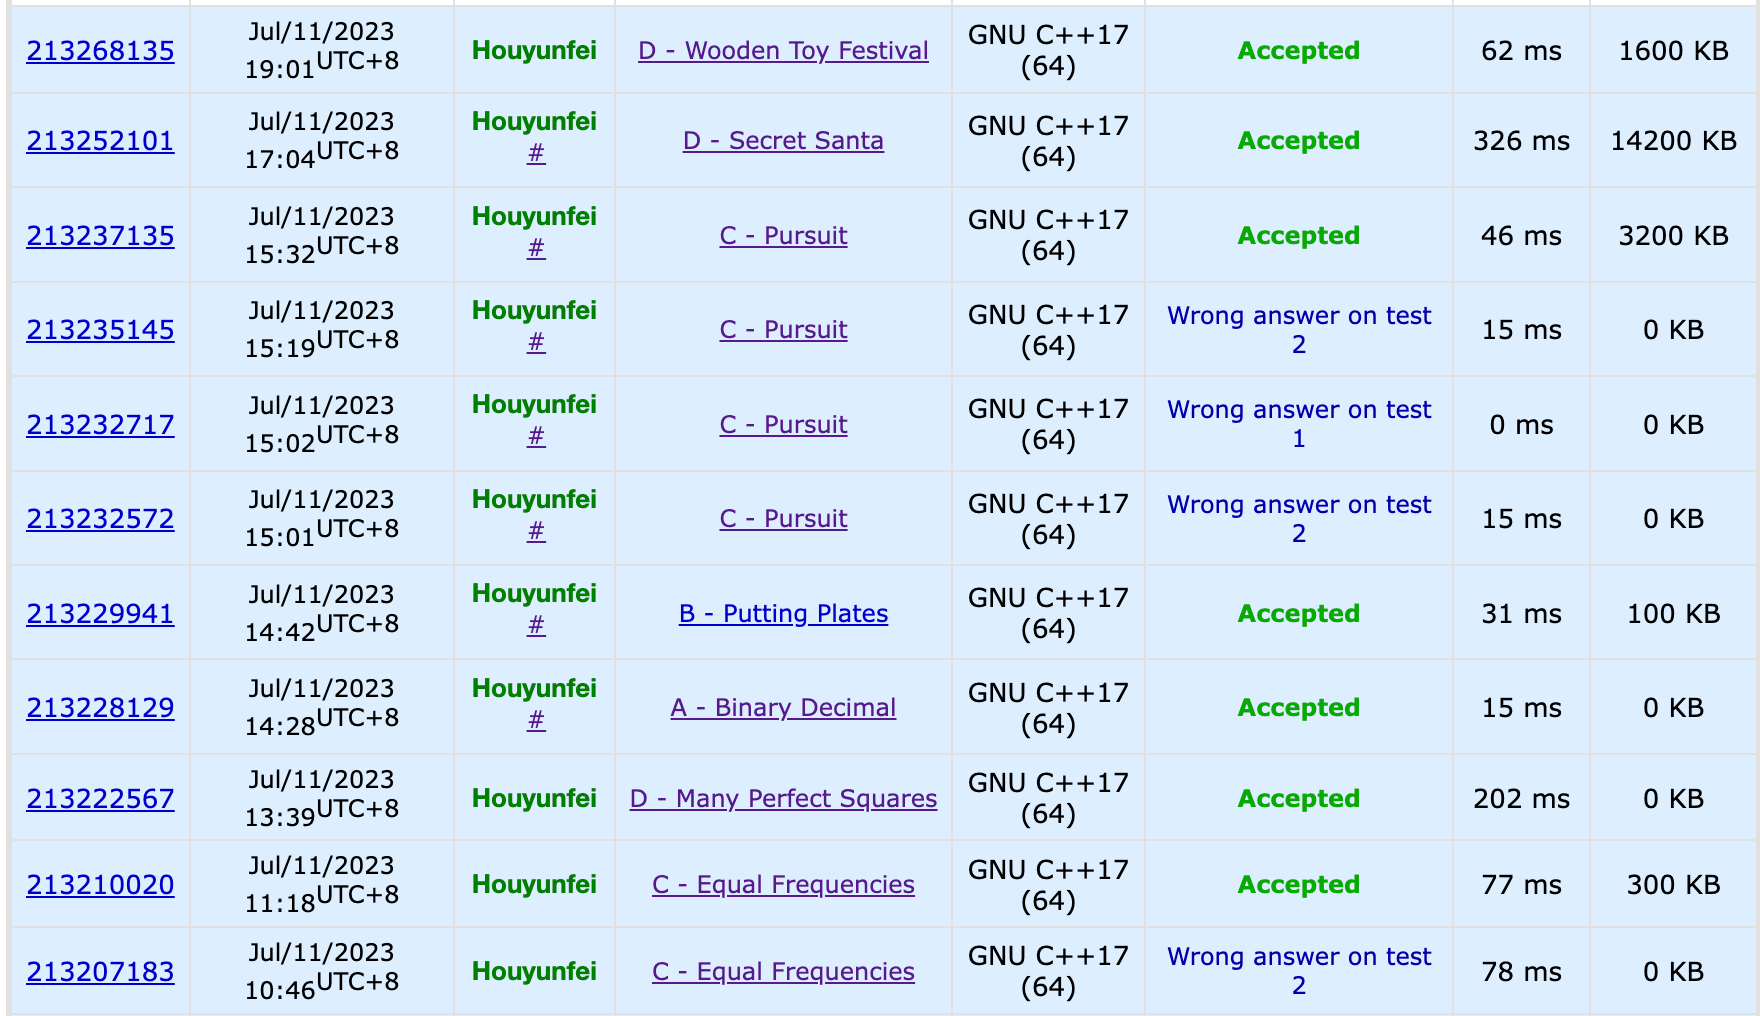 213268135 Jul/11/2023 19:01UTC+8 Houyunfei D - Wooden Toy Festival GNU C++17 (64) Accepted 62 ms 1600 KB
213252101 Jul/11/2023 17:04UTC+8 Houyunfei # D - Secret Santa GNU C++17 (64) Accepted 326 ms 14200 KB
213237135 Jul/11/2023 15:32UTC+8 Houyunfei # C - Pursuit GNU C++17 (64) Accepted 46 ms 3200 KB
213235145 Jul/11/2023 15:19UTC+8 Houyunfei # C - Pursuit GNU C++17 (64) Wrong answer on test 2 15 ms 0 KB
213232717 Jul/11/2023 15:02UTC+8 Houyunfei # C - Pursuit GNU C++17 (64) Wrong answer on test 1 0 ms 0 KB
213232572 Jul/11/2023 15:01UTC+8 Houyunfei # C - Pursuit GNU C++17 (64) Wrong answer on test 2 15 ms 0 KB
213229941 Jul/11/2023 14:42UTC+8 Houyunfei # B - Putting Plates GNU C++17 (64) Accepted 31 ms 100 KB
213228129 Jul/11/2023 14:28UTC+8 Houyunfei # A - Binary Decimal GNU C++17 (64) Accepted 15 ms 0 KB
213222567 Jul/11/2023 13:39UTC+8 Houyunfei D - Many Perfect Squares GNU C++17 (64) Accepted 202 ms 0 KB
213210020 Jul/11/2023 11:18UTC+8 Houyunfei C - Equal Frequencies GNU C++17 (64) Accepted 77 ms 300 KB
213207183 Jul/11/2023 10:46UTC+8 Houyunfei C - Equal Frequencies GNU C++17 (64) Wrong answer on test 2 78 ms 0 KB